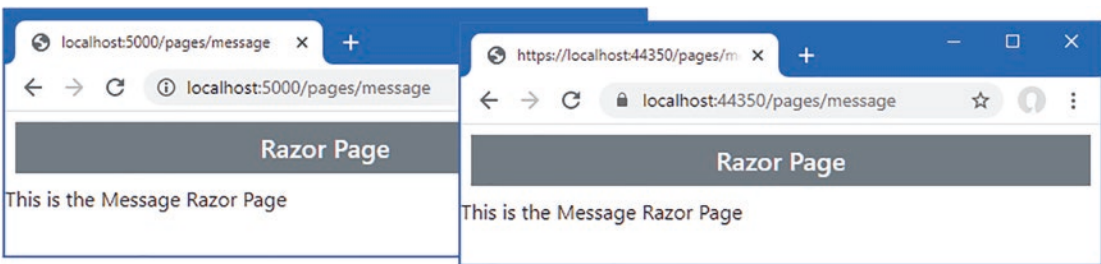 localhost:5000/pages/message
localhost:5000/pages/message
Razor Page
This is the Message Razor Page
https://localhost:44350/pages/m
localhost:44350/pages/message
Razor Page
This is the Message Razor Page